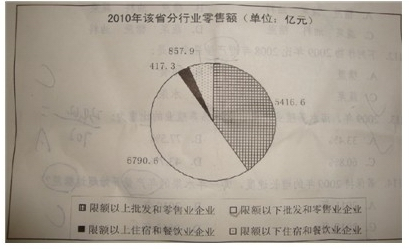 2010年该省分行业零售额（单位：亿元）
857.9
417.3
5416.6
6790.8
限额以上批发和零售业企业 限额以下批发和零售业企业
限额以上住宿和餐饮业企业 限额以下住宿和餐饮业企业